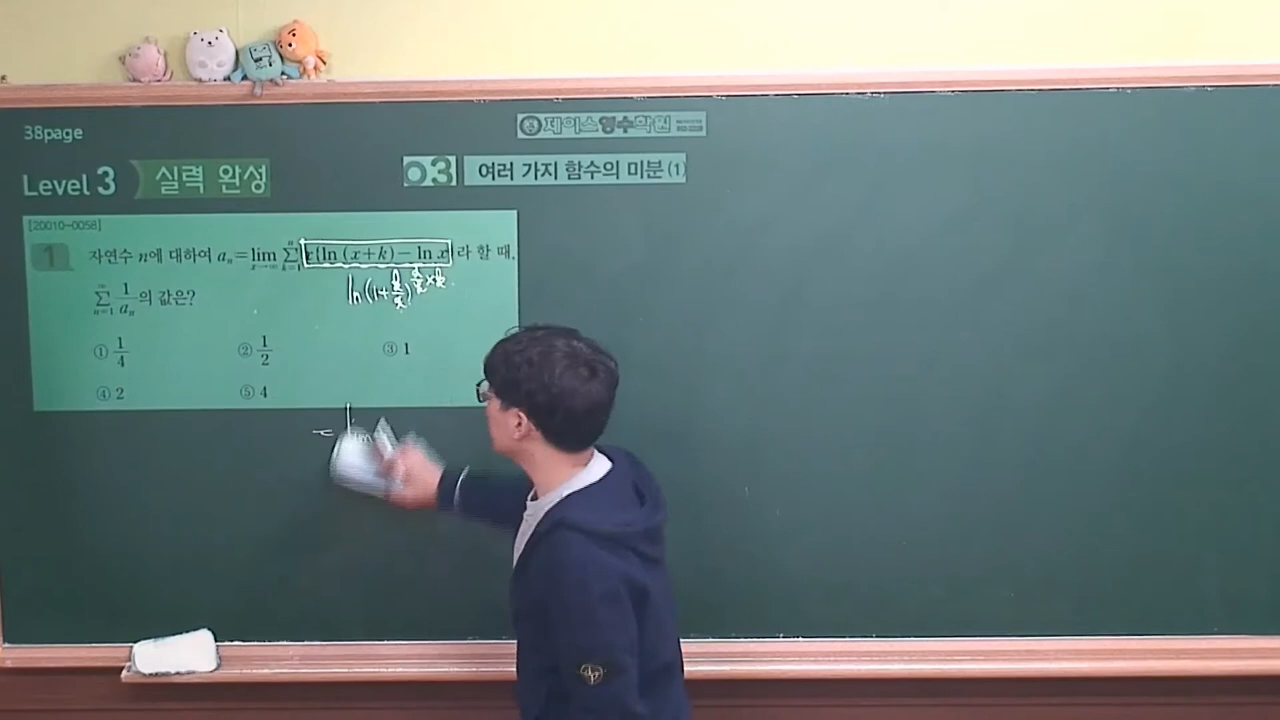 38page
제이스영수학원
Level 3 실력 완성
03 여러 가지 함수의 미분 (1)
[20010-0058]
1 자연수 n에 대하여 aₙ = lim_{x→∞} ∑_{k=1}^{n} x{ln (x+k) − ln x} 라 할 때,
ln(1+k/x)^{x/k × k}
∑_{n=1}^{∞} 1/aₙ 의 값은?
① 1/4 ② 1/2 ③ 1
④ 2 ⑤ 4
= lim